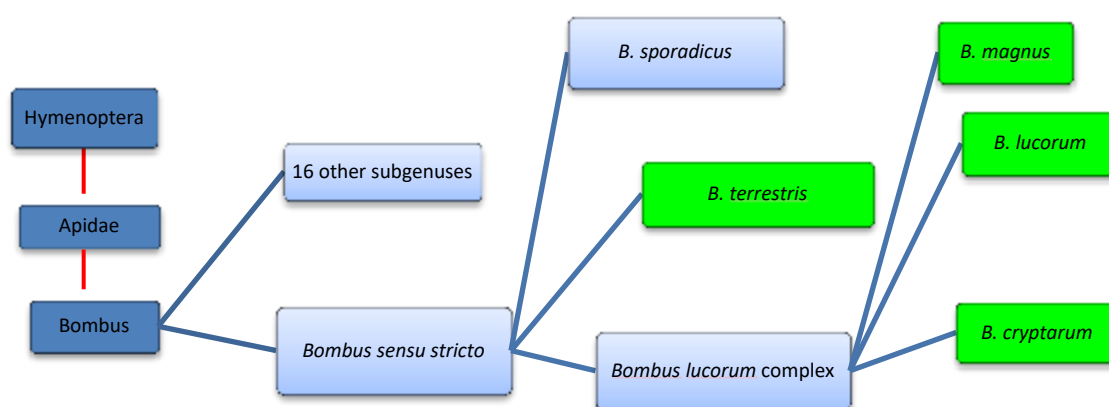 Hymenoptera
Apidae
Bombus
16 other subgenuses
Bombus sensu stricto
B. sporadicus
B. terrestris
Bombus lucorum complex
B. magnus
B. lucorum
B. cryptarum